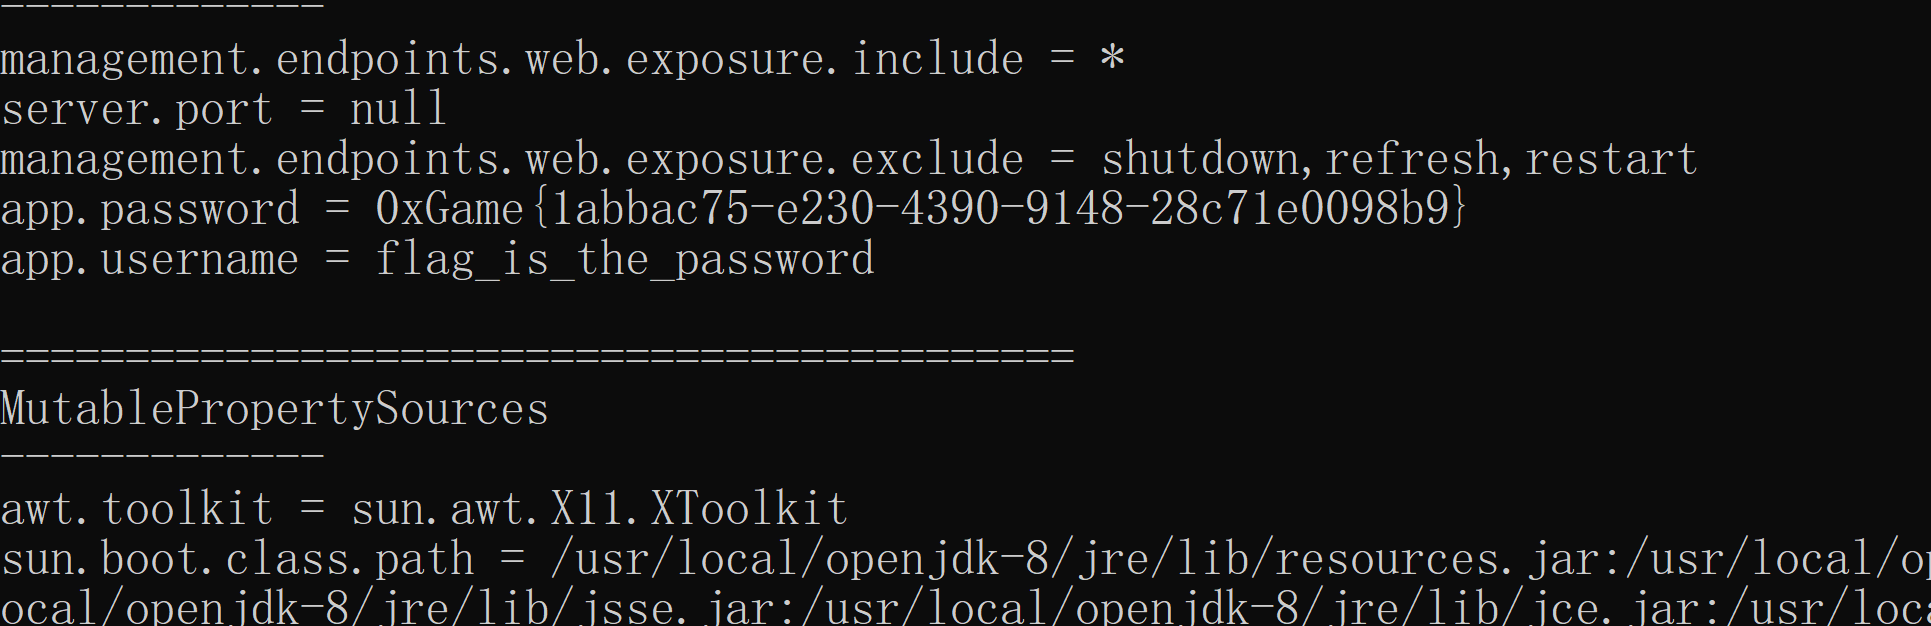 -------------
management.endpoints.web.exposure.include = *
server.port = null
management.endpoints.web.exposure.exclude = shutdown,refresh,restart
app.password = 0xGame{1abbac75-e230-4390-9148-28c71e0098b9}
app.username = flag_is_the_password
===========================================
MutablePropertySources
-------------
awt.toolkit = sun.awt.X11.XToolkit
sun.boot.class.path = /usr/local/openjdk-8/jre/lib/resources.jar:/usr/local/op
ocal/openjdk-8/jre/lib/jsse.jar:/usr/local/openjdk-8/jre/lib/jce.jar:/usr/loca